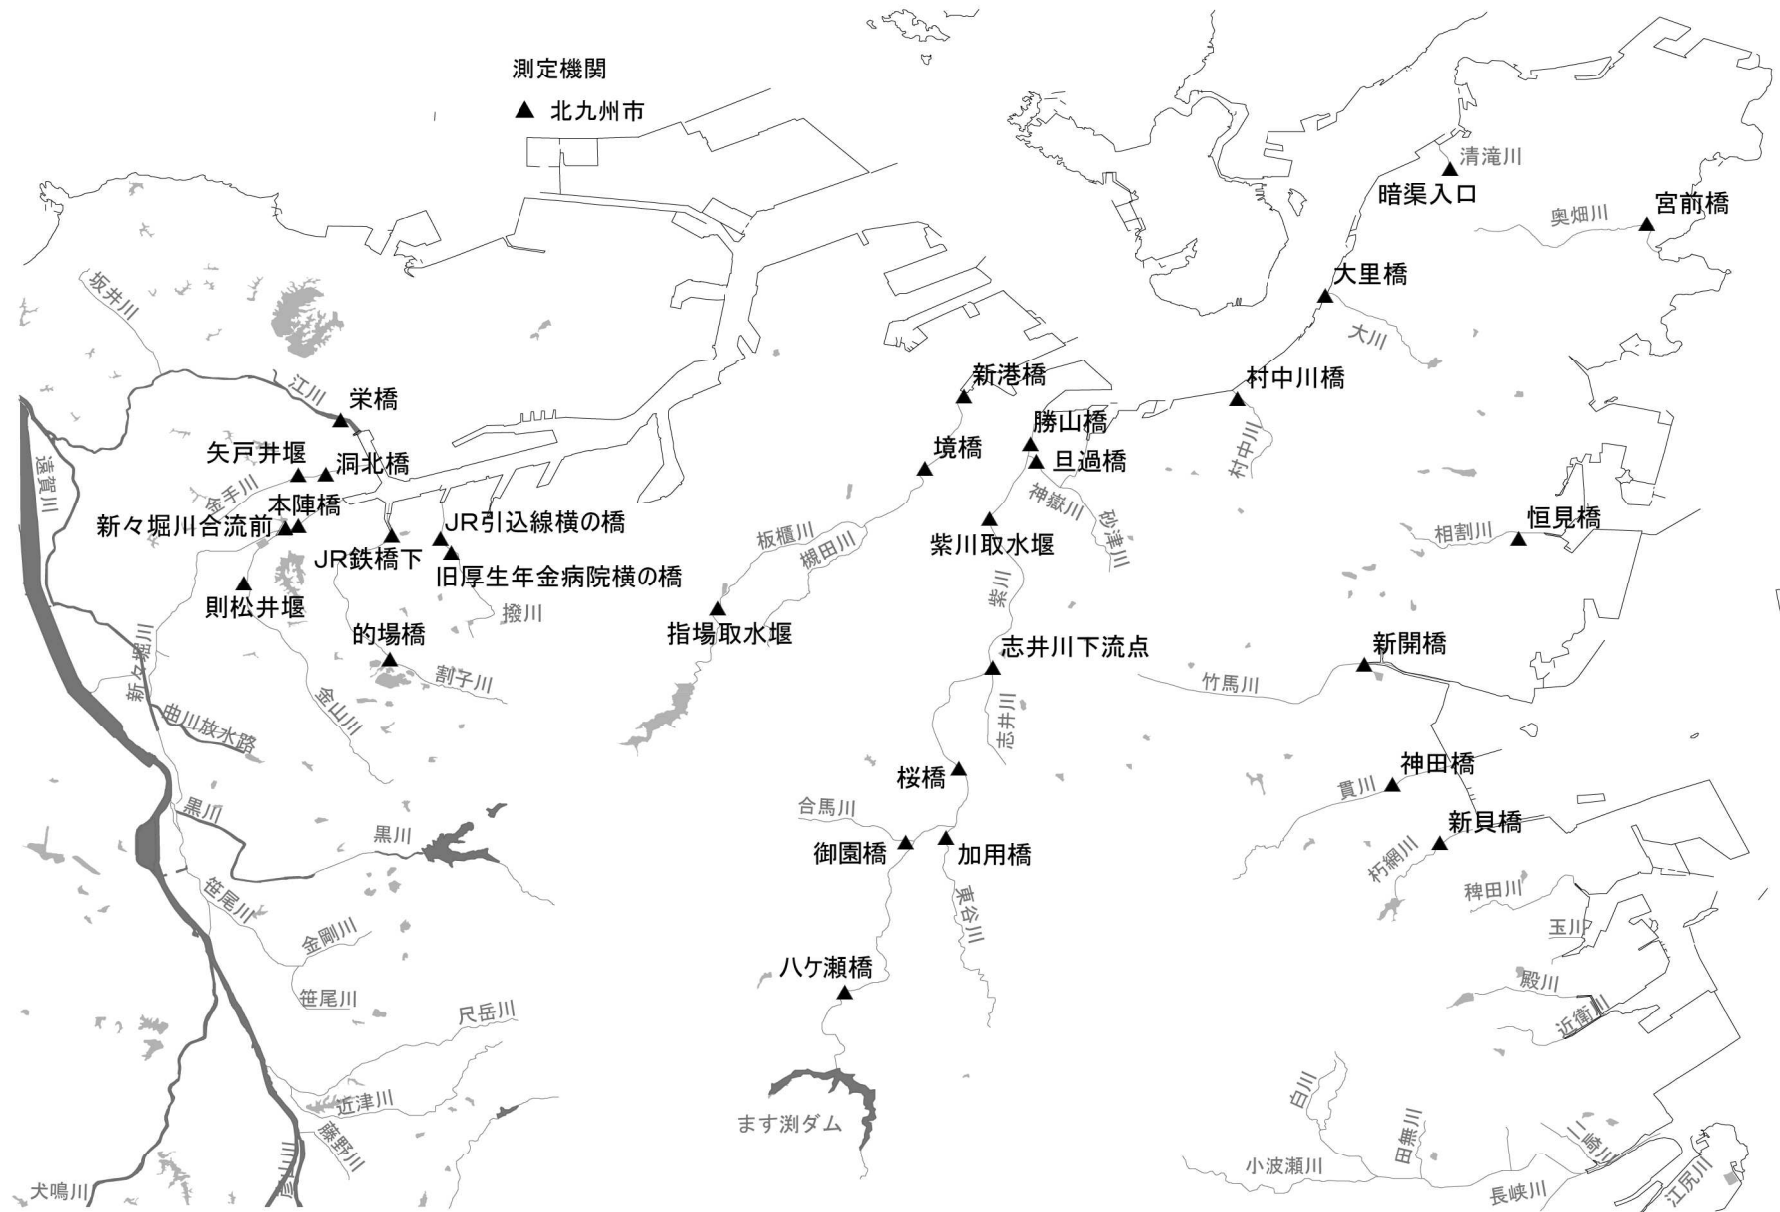 測定機関
▲ 北九州市
清滝川
暗渠入口
奥畑川
宮前橋
大里橋
大川
坂井川
江川
栄橋
新港橋
村中川橋
村中川
矢戸井堰
洞北橋
境橋
勝山橋
旦過橋
遠賀川
金手川
本陣橋
新々堀川合流前
JR引込線横の橋
JR鉄橋下
旧厚生年金病院横の橋
板櫃川
槻田川
神嶽川
砂津川
紫川取水堰
相割川
恒見橋
則松井堰
撥川
紫川
的場橋
割子川
指場取水堰
志井川下流点
新開橋
新々堀川
金山川
竹馬川
志井川
曲川放水路
桜橋
神田橋
貫川
合馬川
黒川
黒川
御園橋
加用橋
新貝橋
朽網川
笹尾川
東谷川
稗田川
金剛川
玉川
八ケ瀬橋
殿川
笹尾川
尺岳川
近衛川
近津川
ます渕ダム
白川
藤野川
田無川
小波瀬川
長峡川
江尻川
犬鳴川